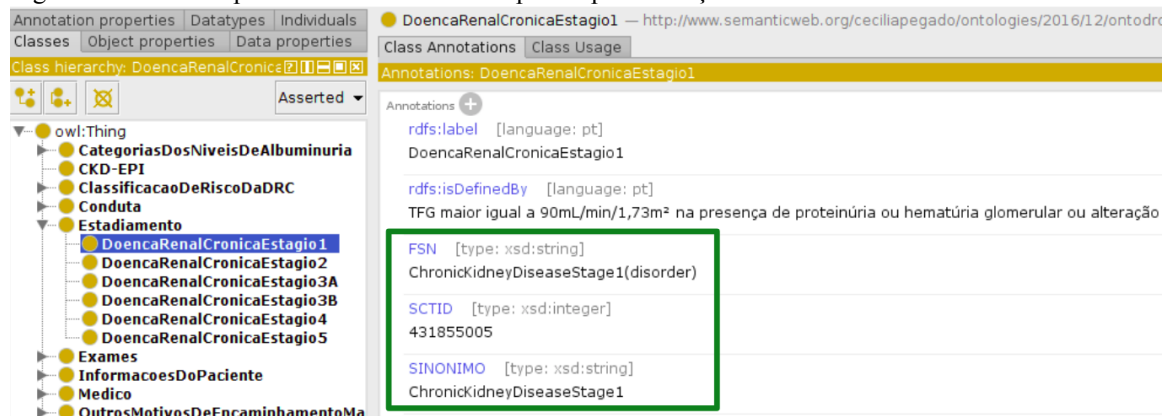 Annotation properties Datatypes Individuals
Classes Object properties Data properties
Class hierarchy: DoencaRenalCronica
Asserted
owl:Thing
CategoriasDosNiveisDeAlbuminuria
CKD-EPI
ClassificacaoDeRiscoDaDRC
Conduta
Estadiamento
DoencaRenalCronicaEstagio1
DoencaRenalCronicaEstagio2
DoencaRenalCronicaEstagio3A
DoencaRenalCronicaEstagio3B
DoencaRenalCronicaEstagio4
DoencaRenalCronicaEstagio5
Exames
InformacoesDoPaciente
Medico
OutrosMotivosDeEncaminhamentoMa
DoencaRenalCronicaEstagio1 — http://www.semanticweb.org/ceciliapegado/ontologies/2016/12/ontodr
Class Annotations Class Usage
Annotations: DoencaRenalCronicaEstagio1
Annotations
rdfs:label [language: pt]
DoencaRenalCronicaEstagio1
rdfs:isDefinedBy [language: pt]
TFG maior igual a 90mL/min/1,73m² na presença de proteinúria ou hematúria glomerular ou alteração
FSN [type: xsd:string]
ChronicKidneyDiseaseStage1(disorder)
SCTID [type: xsd:integer]
431855005
SINONIMO [type: xsd:string]
ChronicKidneyDiseaseStage1